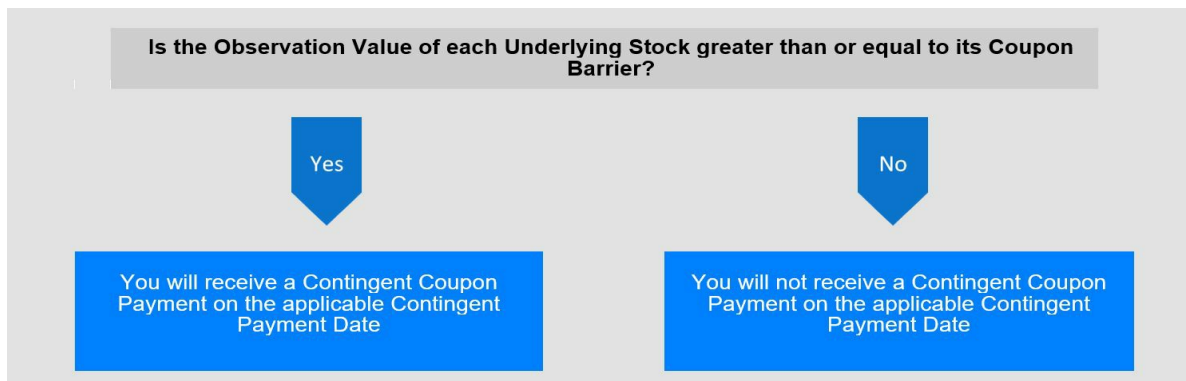 Is the Observation Value of each Underlying Stock greater than or equal to its Coupon
Barrier?
Yes
No
You will receive a Contingent Coupon
Payment on the applicable Contingent
Payment Date
You will not receive a Contingent Coupon
Payment on the applicable Contingent
Payment Date